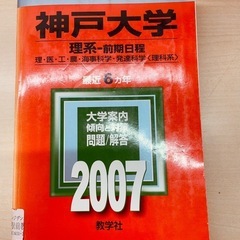 神戸大学
理系-前期日程
理・医・工・農・海事科学・発達科学〈理科系〉
最近6カ年
大学案内
傾向と対策
問題/解答
2007
教学社